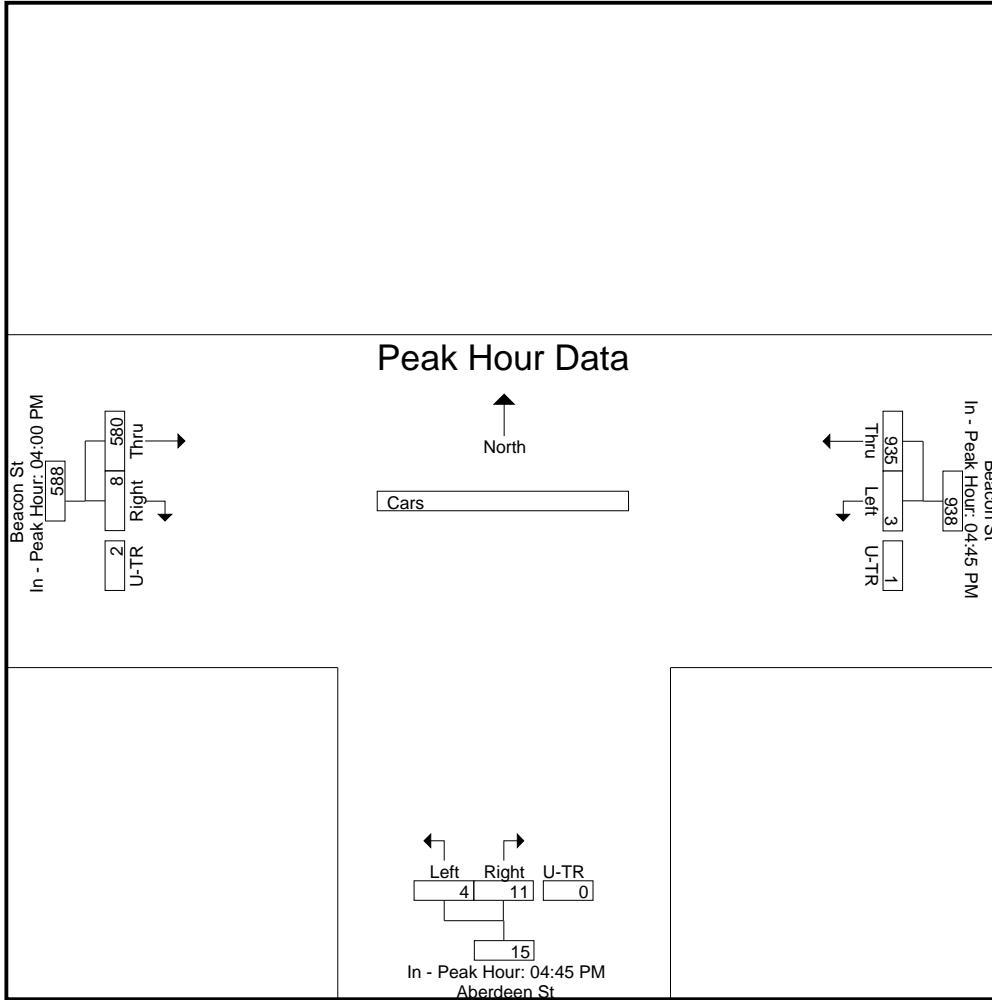 Peak Hour Data
North
Cars
Beacon St
In - Peak Hour: 04:00 PM
588
580
8
2
Thru
Right
U-TR
Thru
Left
U-TR
935
3
1
938
In - Peak Hour: 04:45 PM
Beacon St
Left Right U-TR
4 11 0
15
In - Peak Hour: 04:45 PM
Aberdeen St